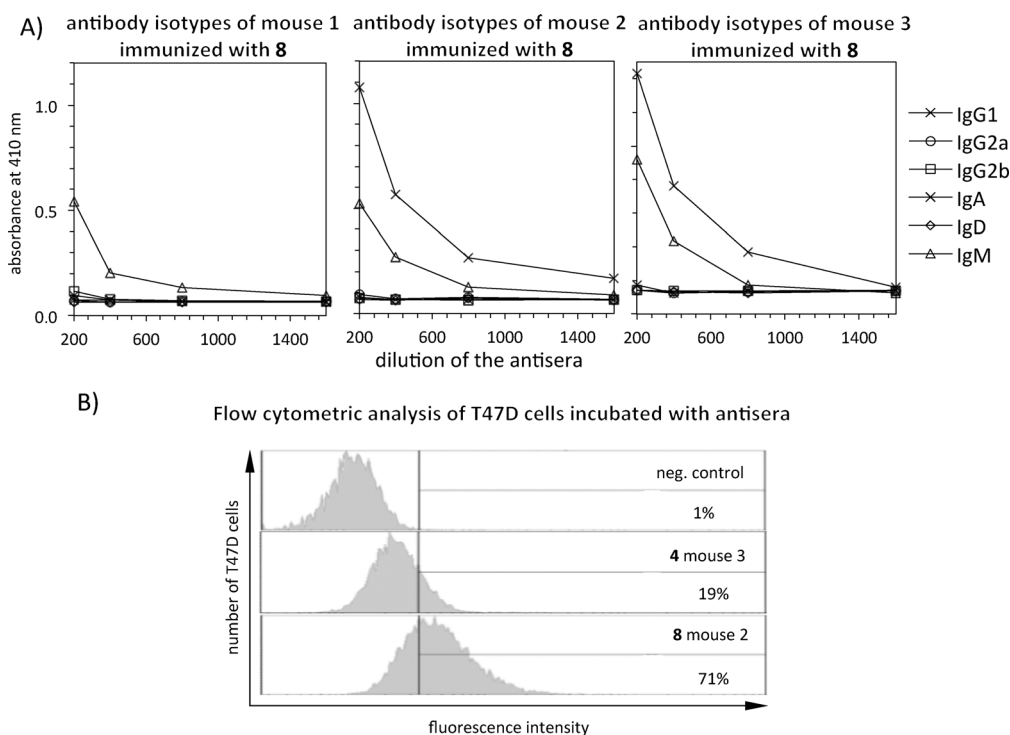 A)
antibody isotypes of mouse 1
immunized with 8
antibody isotypes of mouse 2
immunized with 8
antibody isotypes of mouse 3
immunized with 8
absorbance at 410 nm
1.0
0.5
0.0
200 600 1000 1400
200 600 1000 1400
200 600 1000 1400
dilution of the antisera
IgG1
IgG2a
IgG2b
IgA
IgD
IgM
B)
Flow cytometric analysis of T47D cells incubated with antisera
number of T47D cells
neg. control
1%
4 mouse 3
19%
8 mouse 2
71%
fluorescence intensity